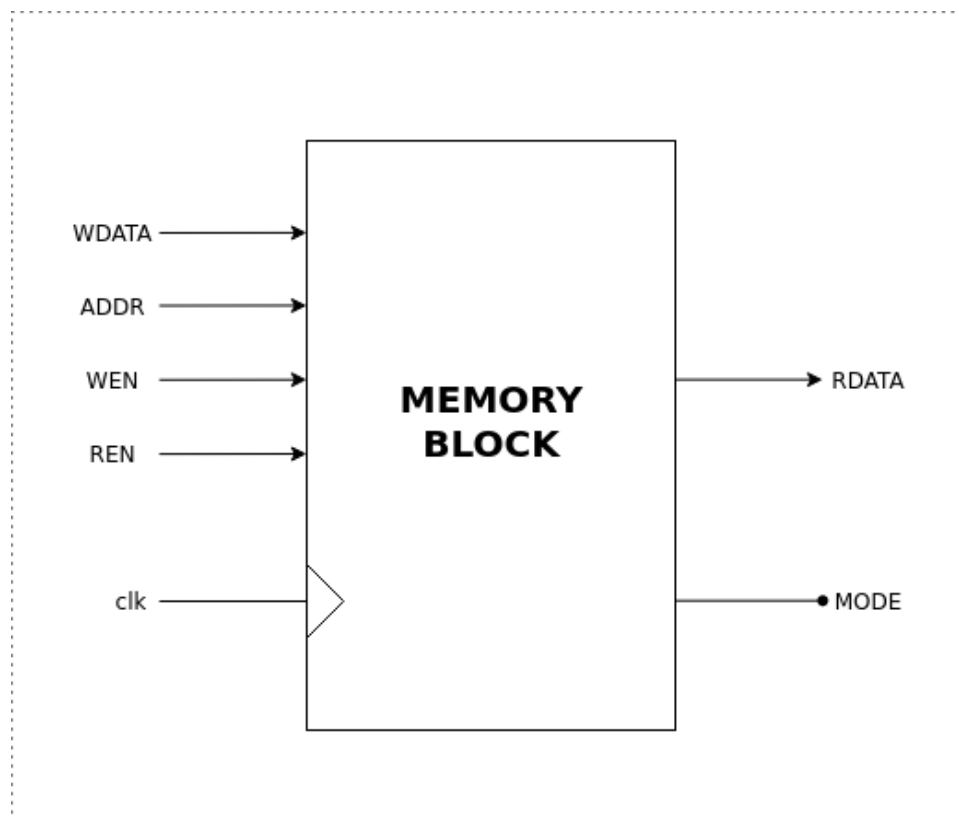 WDATA
ADDR
WEN
REN
clk
MEMORY
BLOCK
RDATA
MODE